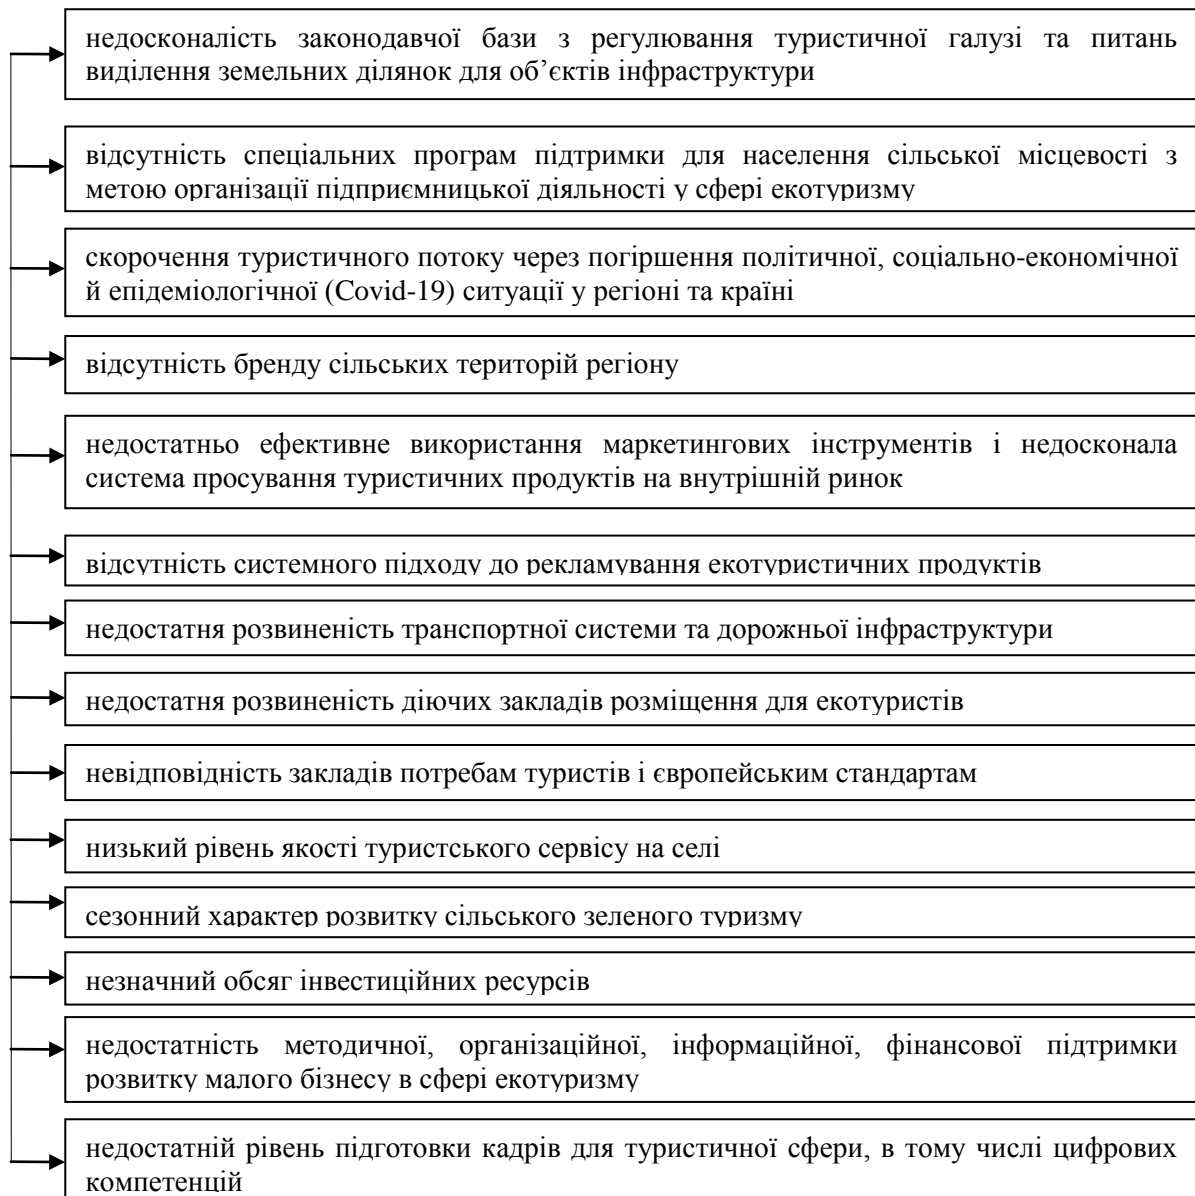 недосконалість законодавчої бази з регулювання туристичної галузі та питань
виділення земельних ділянок для об’єктів інфраструктури
відсутність спеціальних програм підтримки для населення сільської місцевості з
метою організації підприємницької діяльності у сфері екотуризму
скорочення туристичного потоку через погіршення політичної, соціально-економічної
й епідеміологічної (Covid-19) ситуації у регіоні та країні
відсутність бренду сільських територій регіону
недостатньо ефективне використання маркетингових інструментів і недосконала
система просування туристичних продуктів на внутрішній ринок
відсутність системного підходу до рекламування екотуристичних продуктів
недостатня розвиненість транспортної системи та дорожньої інфраструктури
недостатня розвиненість діючих закладів розміщення для екотуристів
невідповідність закладів потребам туристів і європейським стандартам
низький рівень якості туристського сервісу на селі
сезонний характер розвитку сільського зеленого туризму
незначний обсяг інвестиційних ресурсів
недостатність методичної, організаційної, інформаційної, фінансової підтримки
розвитку малого бізнесу в сфері екотуризму
недостатній рівень підготовки кадрів для туристичної сфери, в тому числі цифрових
компетенцій